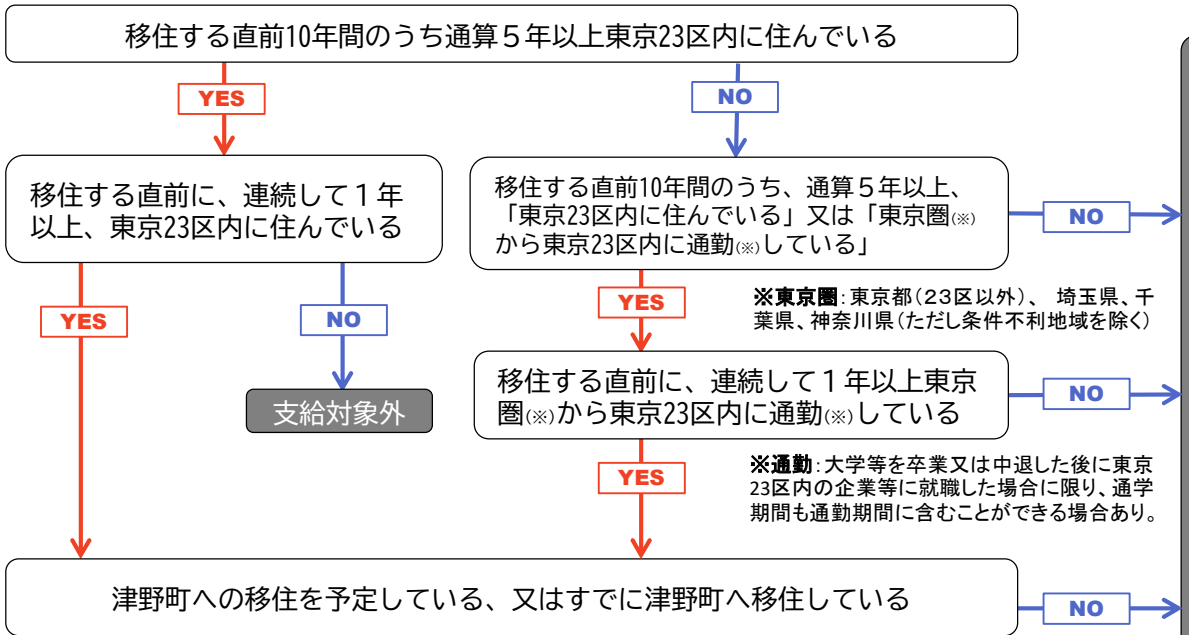 移住する直前10年間のうち通算５年以上東京23区内に住んでいる
YES
NO
移住する直前に、連続して１年
以上、東京23区内に住んでいる
移住する直前10年間のうち、通算５年以上、
「東京23区内に住んでいる」又は「東京圏(※)
から東京23区内に通勤(※)している」
NO
YES
NO
YES
※東京圏：東京都（２３区以外）、埼玉県、千
葉県、神奈川県（ただし条件不利地域を除く）
支給対象外
移住する直前に、連続して１年以上東京
圏(※)から東京23区内に通勤(※)している
NO
YES
※通勤：大学等を卒業又は中退した後に東京
23区内の企業等に就職した場合に限り、通学
期間も通勤期間に含むことができる場合あり。
津野町への移住を予定している、又はすでに津野町へ移住している
NO